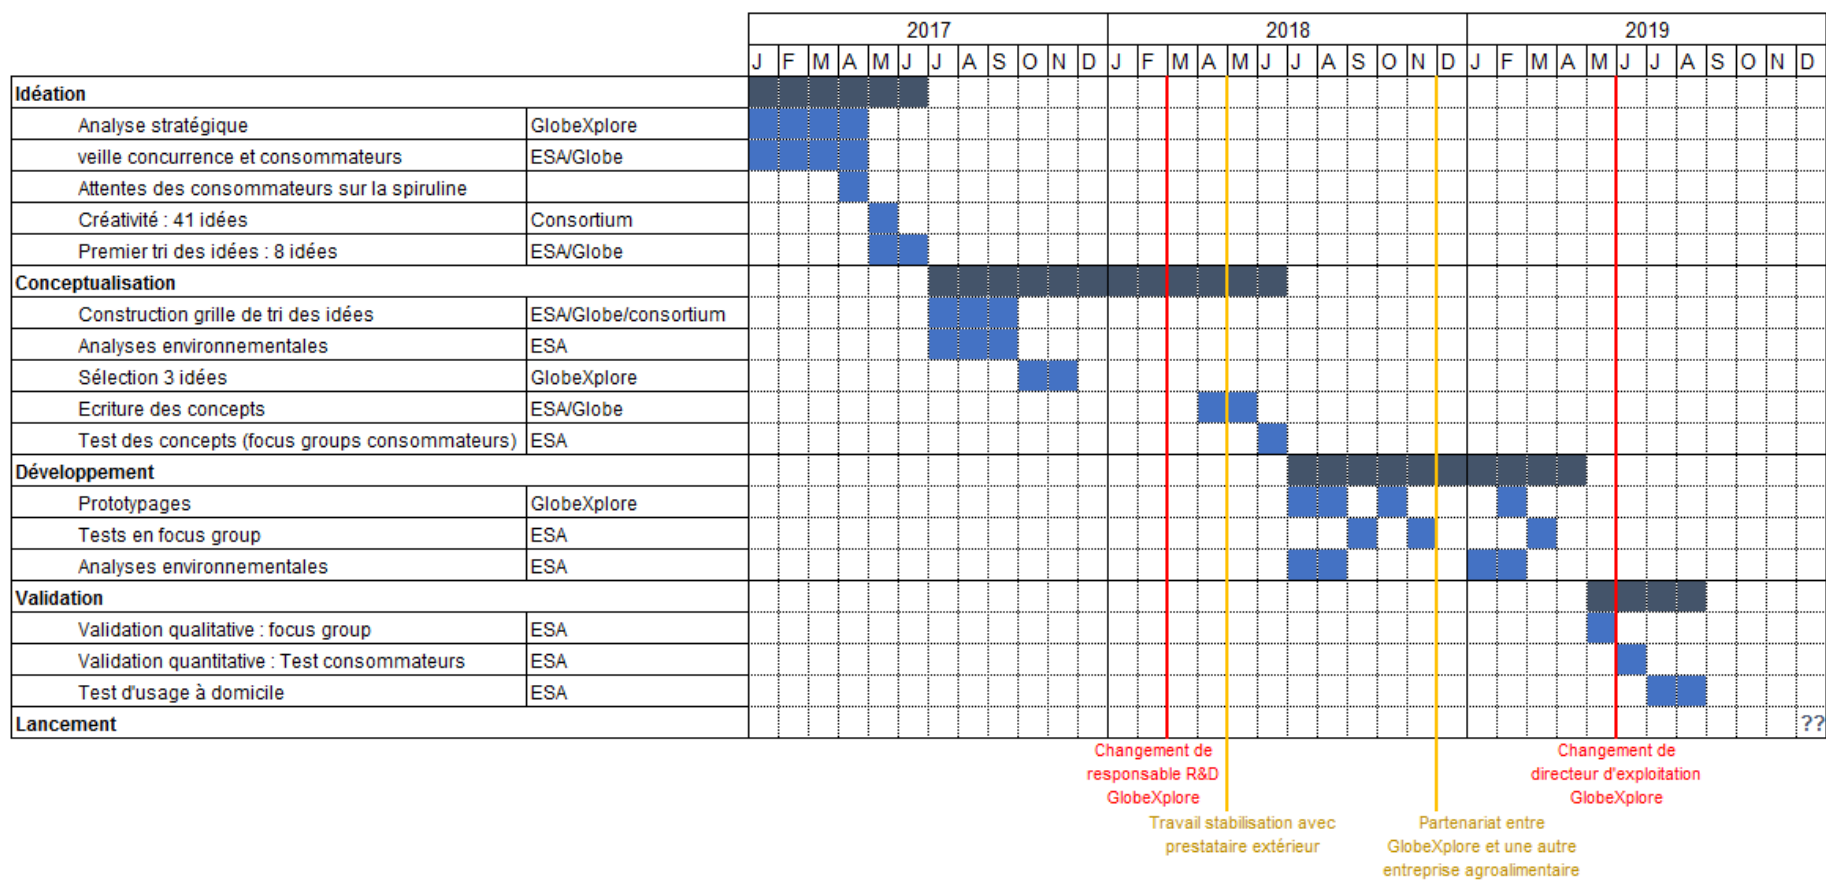 2017 2018 2019
J F M A M J J A S O N D J F M A M J J A S O N D J F M A M J J A S O N D
Idéation
Analyse stratégique GlobeXplore
veille concurrence et consommateurs ESA/Globe
Attentes des consommateurs sur la spiruline
Créativité : 41 idées Consortium
Premier tri des idées : 8 idées ESA/Globe
Conceptualisation
Construction grille de tri des idées ESA/Globe/consortium
Analyses environnementales ESA
Sélection 3 idées GlobeXplore
Ecriture des concepts ESA/Globe
Test des concepts (focus groups consommateurs) ESA
Développement
Prototypages GlobeXplore
Tests en focus group ESA
Analyses environnementales ESA
Validation
Validation qualitative : focus group ESA
Validation quantitative : Test consommateurs ESA
Test d'usage à domicile ESA
Lancement ??
Changement de
responsable R&D
GlobeXplore
Changement de
directeur d'exploitation
GlobeXplore
Travail stabilisation avec
prestataire extérieur
Partenariat entre
GlobeXplore et une autre
entreprise agroalimentaire